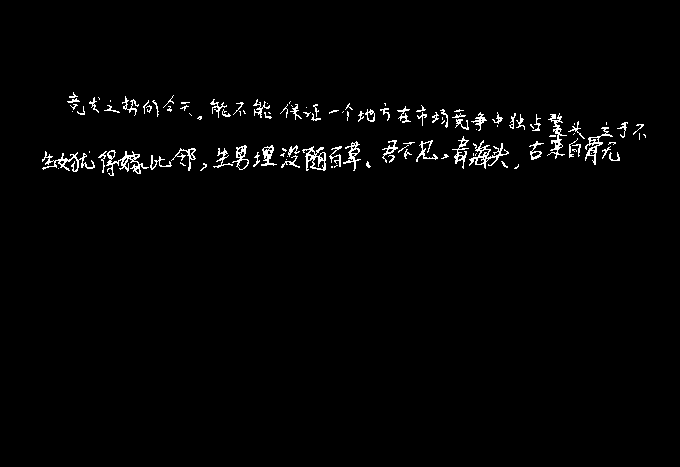 竞发之势的今天。能不能保证一个地方在市场竞争中独占鳌头,立于不
生女犹得嫁比邻,生男埋没随百草、君不见,青海头,古来白骨无